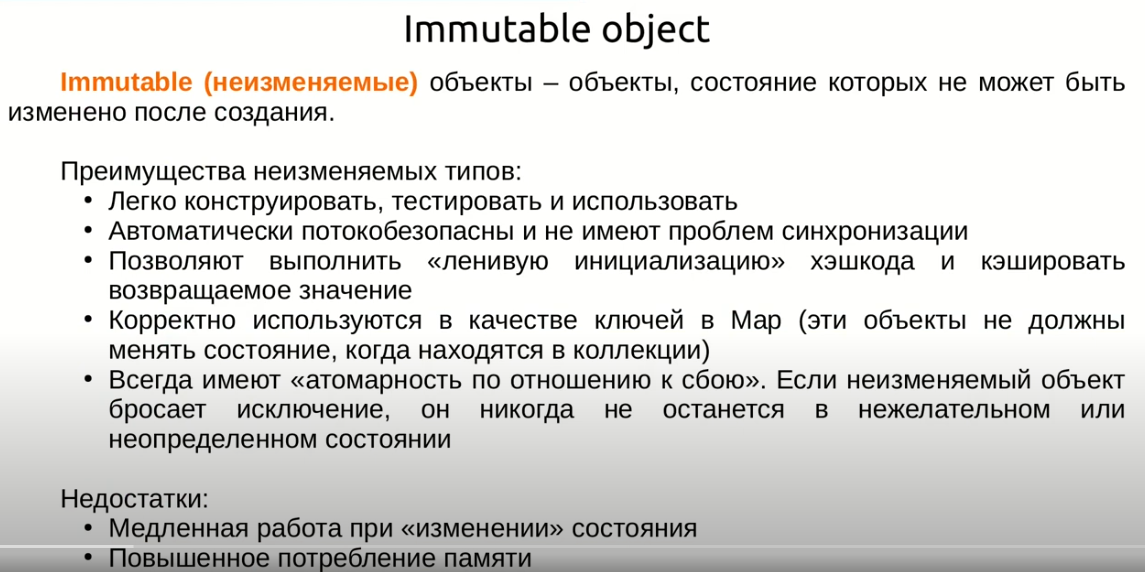 Immutable object
Immutable (неизменяемые) объекты – объекты, состояние которых не может быть
изменено после создания.
Преимущества неизменяемых типов:
• Легко конструировать, тестировать и использовать
• Автоматически потокобезопасны и не имеют проблем синхронизации
• Позволяют выполнить «ленивую инициализацию» хэшкода и кэшировать
возвращаемое значение
• Корректно используются в качестве ключей в Map (эти объекты не должны
менять состояние, когда находятся в коллекции)
• Всегда имеют «атомарность по отношению к сбою». Если неизменяемый объект
бросает исключение, он никогда не останется в нежелательном или
неопределенном состоянии
Недостатки:
• Медленная работа при «изменении» состояния
• Повышенное потребление памяти